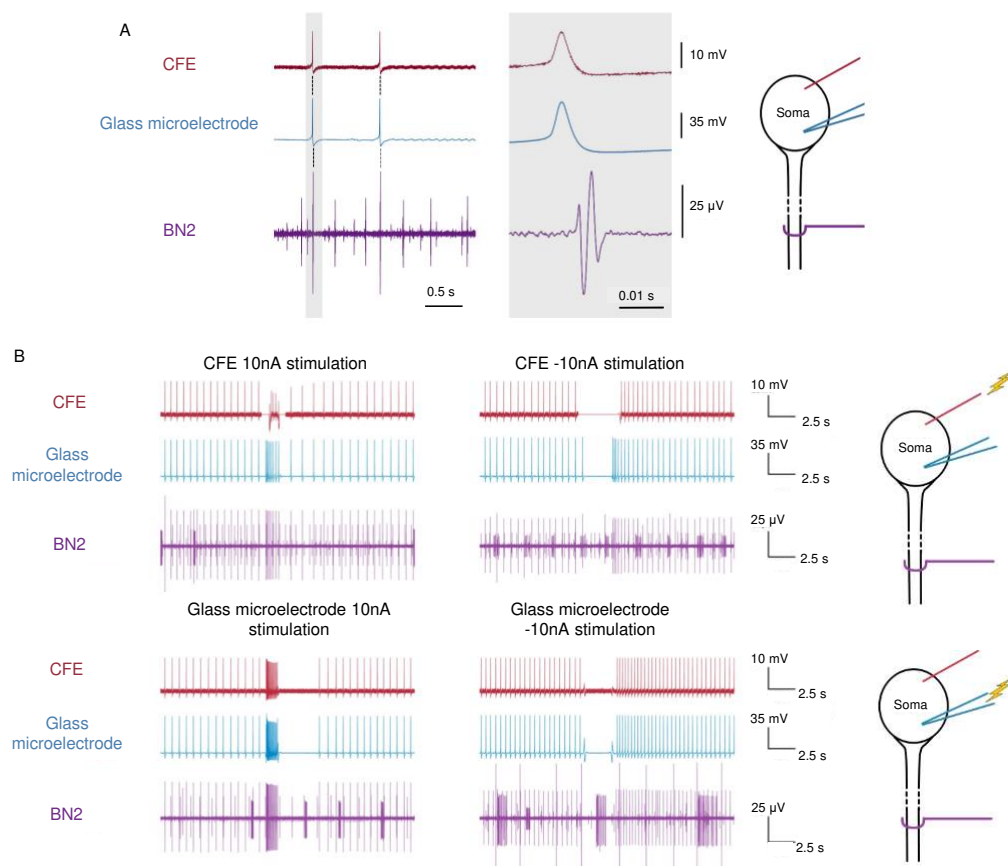 A
CFE
10 mV
Glass microelectrode
35 mV
Soma
BN2
25 µV
0.5 s
0.01 s
B
CFE 10nA stimulation
CFE -10nA stimulation
CFE
10 mV
2.5 s
Glass
microelectrode
35 mV
2.5 s
Soma
BN2
25 µV
2.5 s
Glass microelectrode 10nA
stimulation
Glass microelectrode
-10nA stimulation
CFE
10 mV
2.5 s
Glass
microelectrode
35 mV
2.5 s
Soma
BN2
25 µV
2.5 s